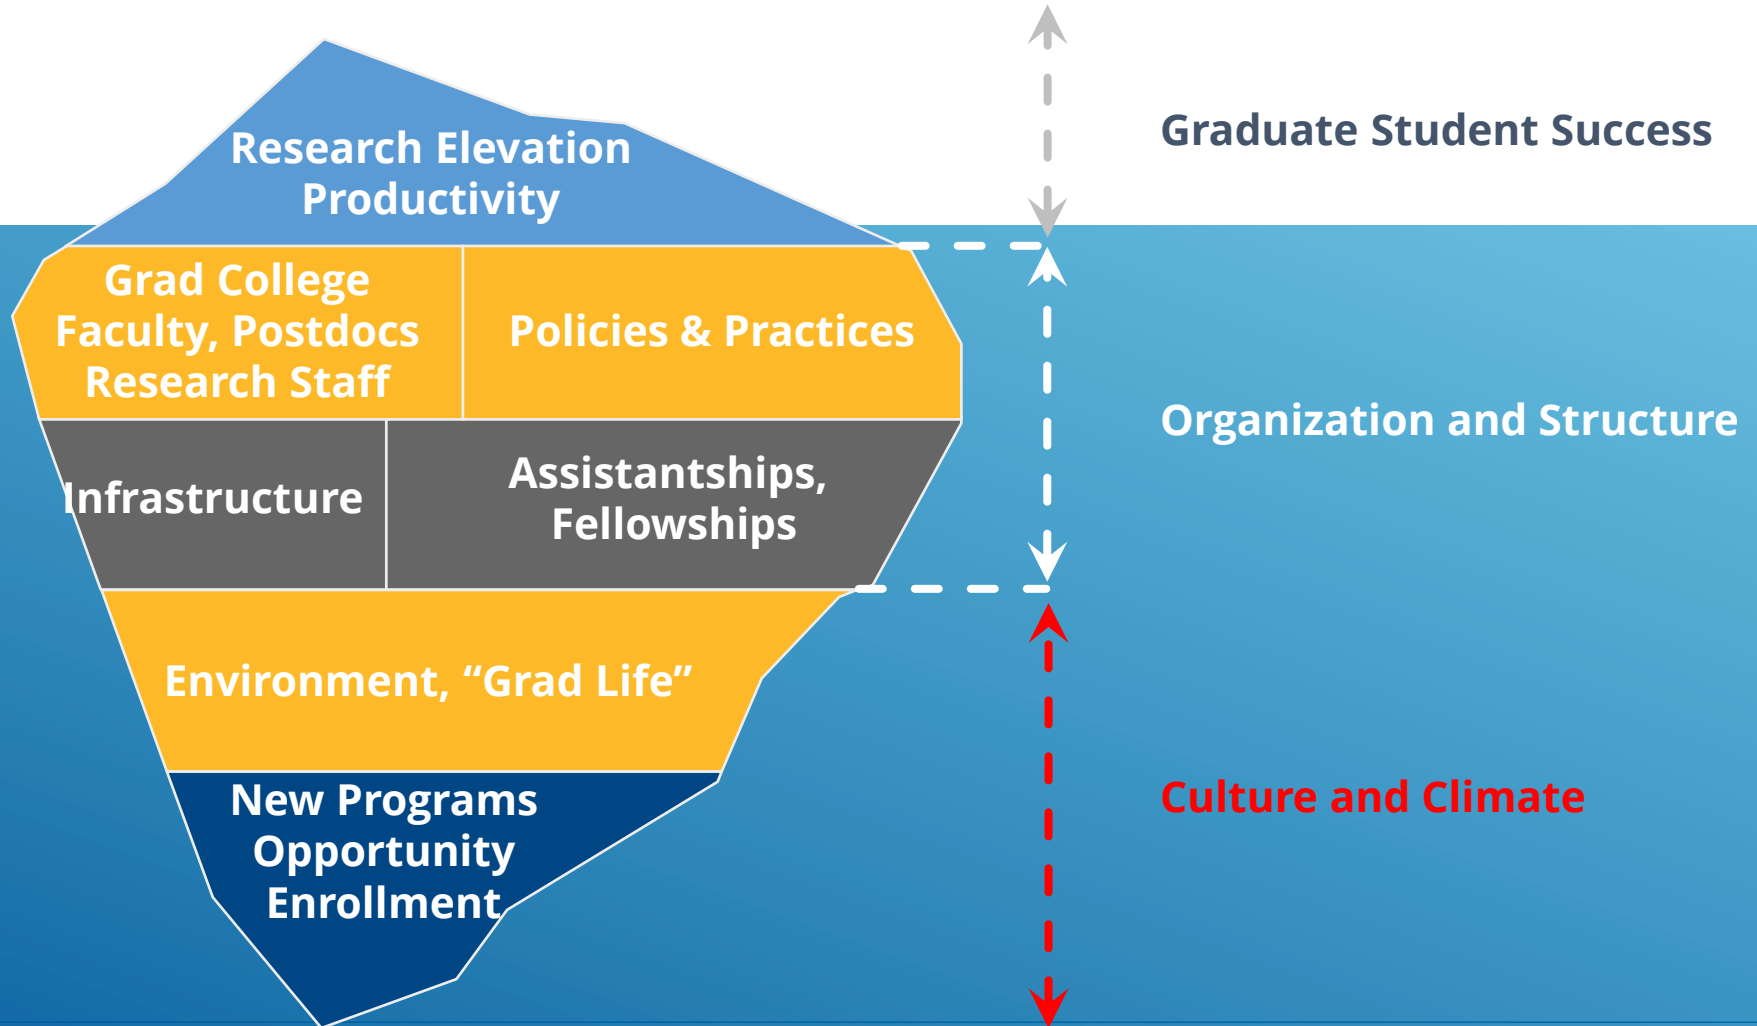 Research Elevation
Productivity
Graduate Student Success
Grad College
Faculty, Postdocs
Research Staff
Policies & Practices
Organization and Structure
Infrastructure
Assistantships,
Fellowships
Environment, “Grad Life”
New Programs
Opportunity
Enrollment
Culture and Climate